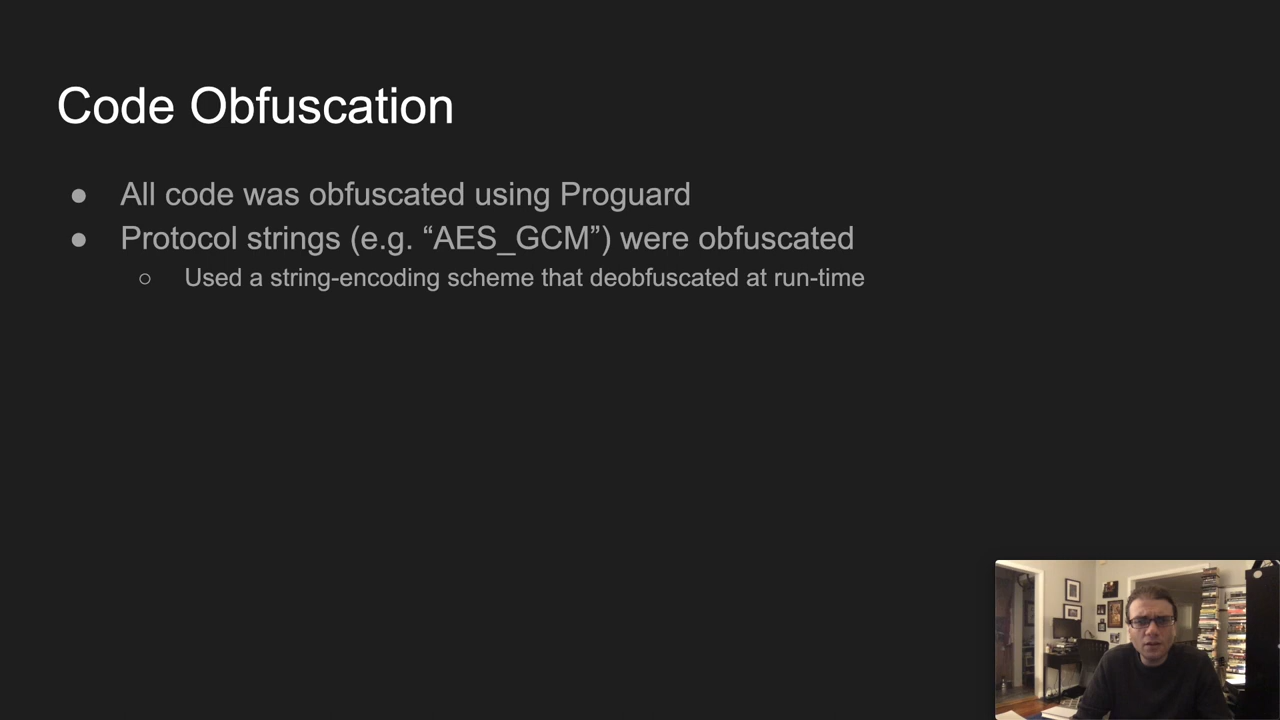 Code Obfuscation
● All code was obfuscated using Proguard
● Protocol strings (e.g. “AES_GCM”) were obfuscated
○ Used a string-encoding scheme that deobfuscated at run-time